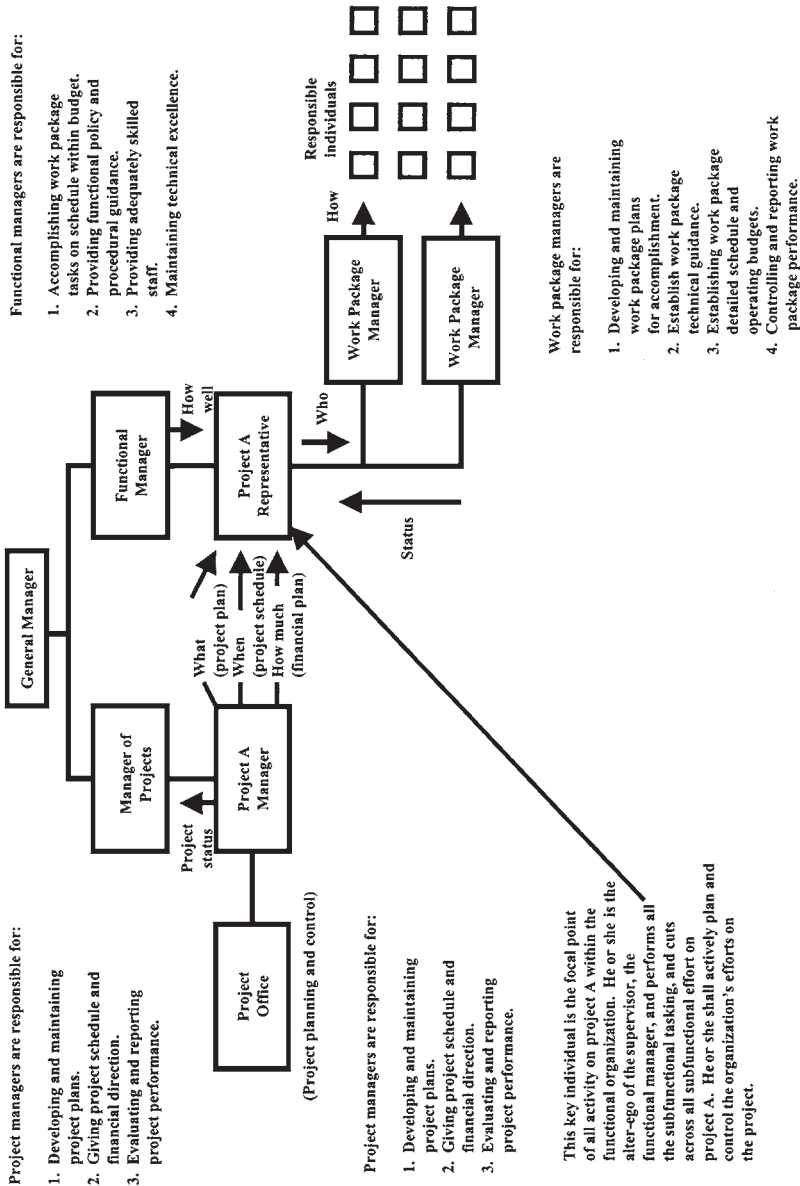 Project managers are responsible for:
1. Developing and maintaining
project plans.
2. Giving project schedule and
financial direction.
3. Evaluating and reporting
project performance.
General Manager
Manager of
Projects
Functional
Manager
Functional managers are responsible for:
1. Accomplishing work package
tasks on schedule within budget.
2. Providing functional policy and
procedural guidance.
3. Providing adequately skilled
staff.
4. Maintaining technical excellence.
Project
status
How
well
Project
Office
(Project planning and control)
Project A
Manager
What
(project plan)
When
(project schedule)
How much
(financial plan)
Project A
Representative
Who
Status
Work Package
Manager
Work Package
Manager
How
Responsible
individuals
Project managers are responsible for:
1. Developing and maintaining
project plans.
2. Giving project schedule and
financial direction.
3. Evaluating and reporting
project performance.
This key individual is the focal point
of all activity on project A within the
functional organization. He or she is the
alter-ego of the supervisor, the
functional manager, and performs all
the subfunctional tasking, and cuts
across all subfunctional effort on
project A. He or she shall actively plan and
control the organization's efforts on
the project.
Work package managers are
responsible for:
1. Developing and maintaining
work package plans
for accomplishment.
2. Establish work package
technical guidance.
3. Establishing work package
detailed schedule and
operating budgets.
4. Controlling and reporting work
package performance.